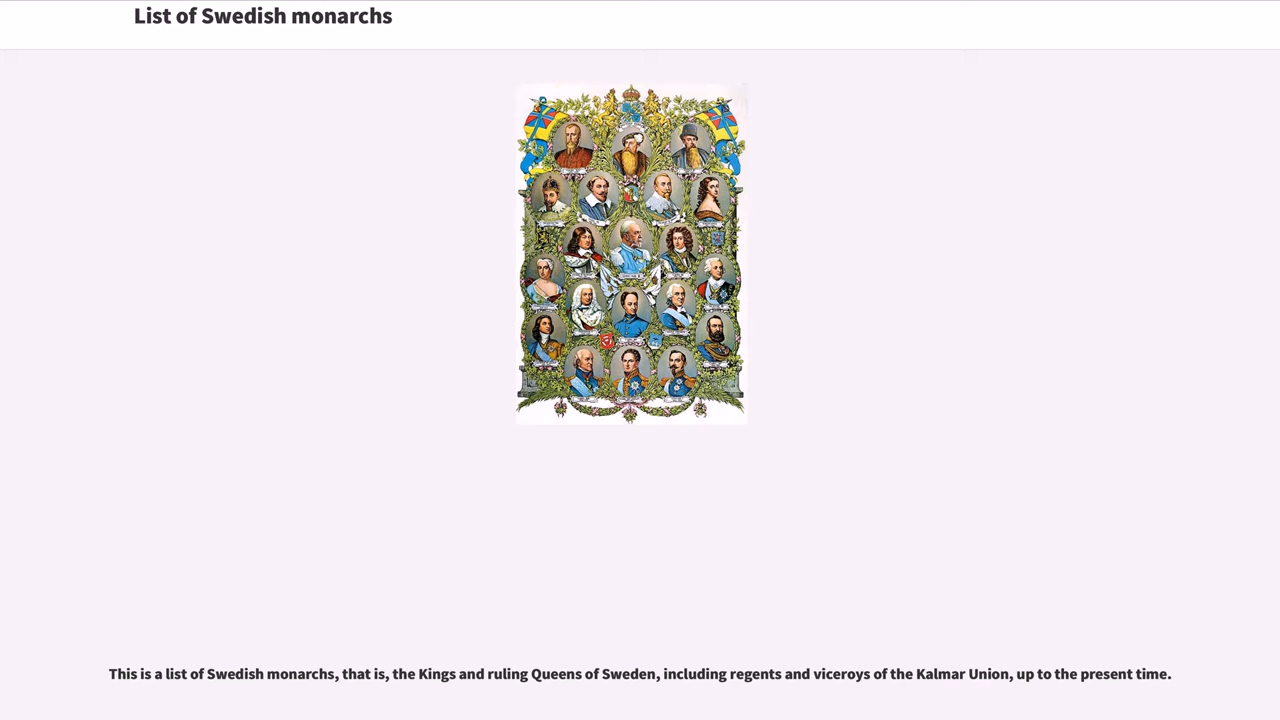 List of Swedish monarchs
This is a list of Swedish monarchs, that is, the Kings and ruling Queens of Sweden, including regents and viceroys of the Kalmar Union, up to the present time.